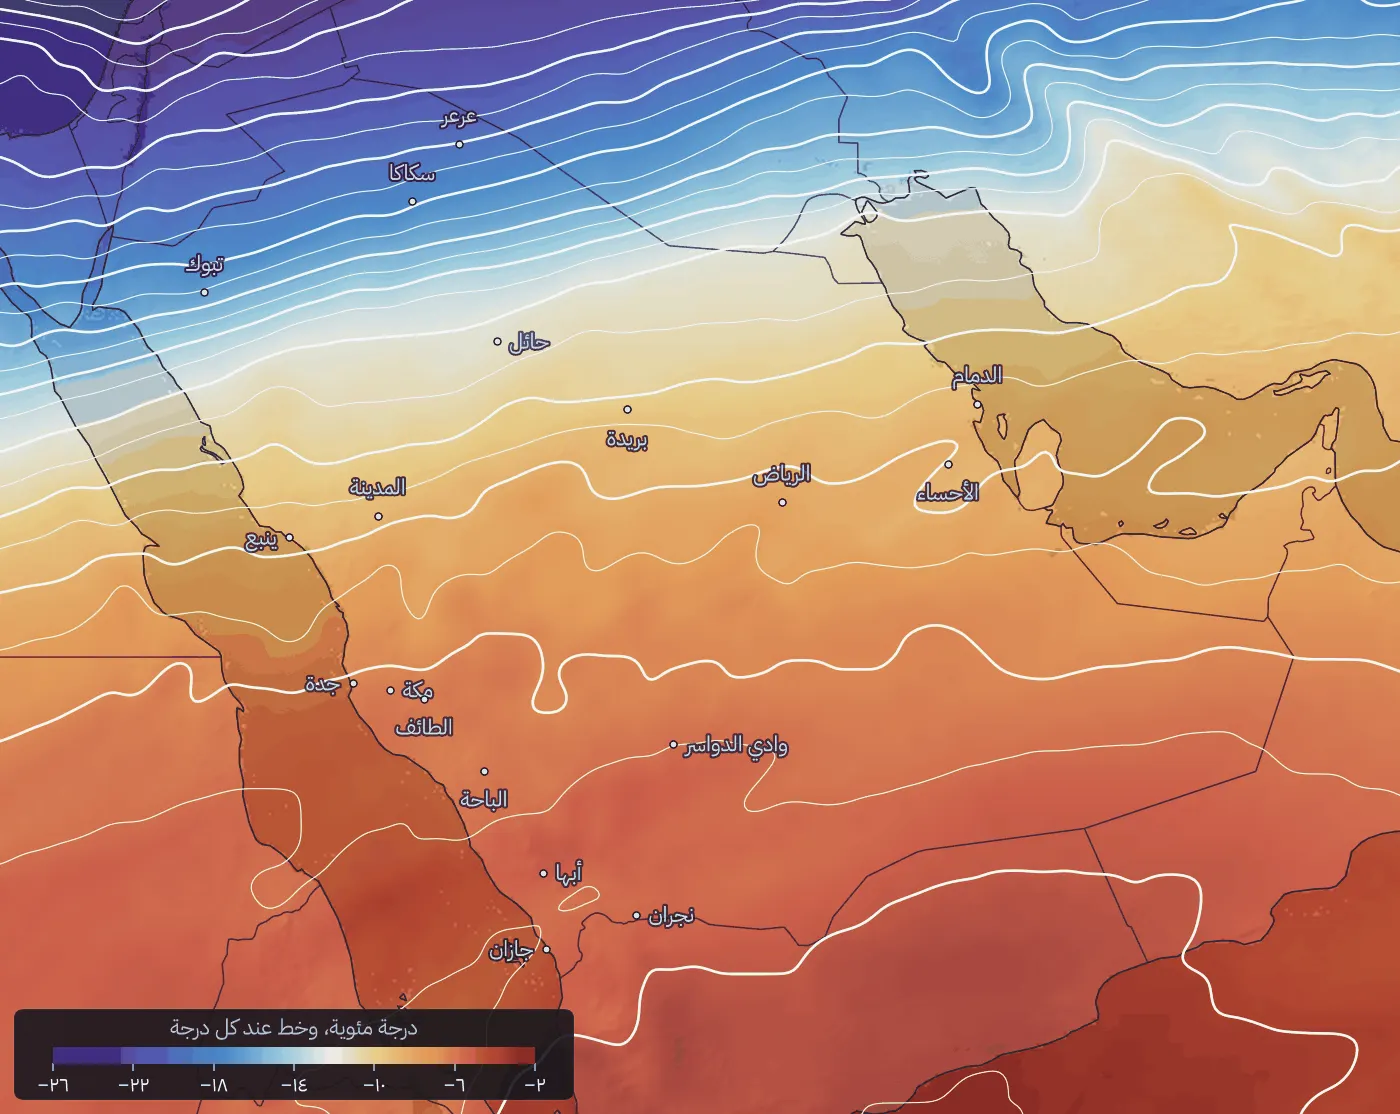 عرعر
سكاكا
تبوك
حائل
الدمام
بريدة
الرياض
الأحساء
المدينة
ينبع
جدة
مكة
الطائف
وادي الدواسر
الباحة
أبها
نجران
جازان
درجة مئوية، وخط عند كل درجة
−٢٦ −٢٢ −١٨ −١٤ −١٠ −٦ −٢